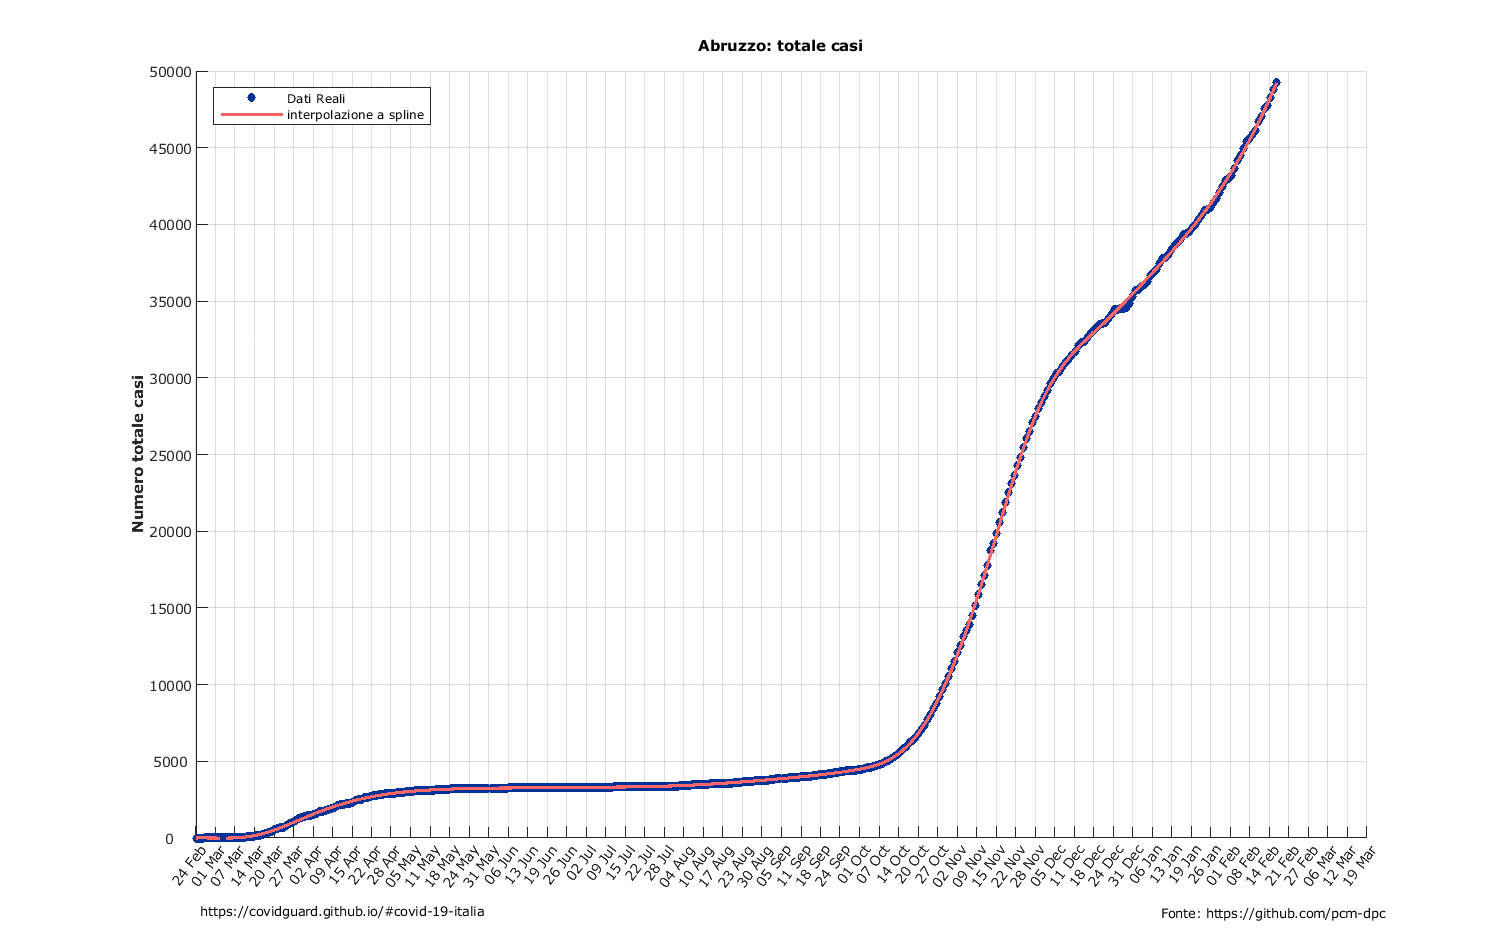 Abruzzo: totale casi
50000
Dati Reali
interpolazione a spline
45000
40000
35000
30000
Numero totale casi
25000
20000
15000
10000
5000
0
24 Feb
01 Mar
07 Mar
14 Mar
20 Mar
27 Mar
02 Apr
09 Apr
15 Apr
22 Apr
28 Apr
05 May
11 May
18 May
24 May
31 May
06 Jun
13 Jun
19 Jun
26 Jun
02 Jul
09 Jul
15 Jul
22 Jul
28 Jul
04 Aug
10 Aug
17 Aug
23 Aug
30 Aug
05 Sep
11 Sep
18 Sep
24 Sep
01 Oct
07 Oct
14 Oct
20 Oct
27 Oct
02 Nov
09 Nov
15 Nov
22 Nov
28 Nov
05 Dec
11 Dec
18 Dec
24 Dec
31 Dec
06 Jan
13 Jan
19 Jan
26 Jan
01 Feb
08 Feb
14 Feb
21 Feb
27 Feb
06 Mar
12 Mar
19 Mar
https://covidguard.github.io/#covid-19-italia
Fonte: https://github.com/pcm-dpc